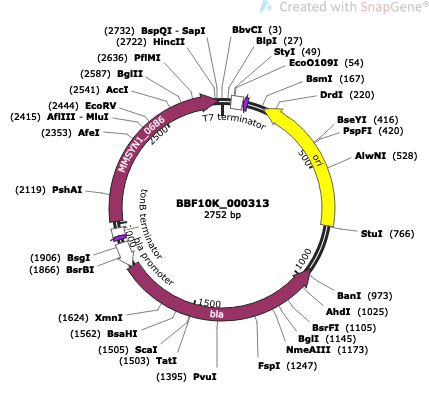 Created with SnapGene®
(2732) BspQI - SapI
(2722) HincII
(2636) PflMI
(2587) BglII
(2541) AccI
(2444) EcoRV
(2415) AflIII - MluI
(2353) AfeI
(2119) PshAI
(1906) BsgI
(1866) BsrBI
(1624) XmnI
(1562) BsaHI
(1505) ScaI
(1503) TatI
(1395) PvuI
BbvCI (3)
BlpI (27)
StyI (49)
EcoO109I (54)
BsmI (167)
DrdI (220)
BseYI (416)
PspFI (420)
AlwNI (528)
StuI (766)
BanI (973)
AhdI (1025)
BsrFI (1105)
BglI (1145)
NmeAIII (1173)
FspI (1247)
T7 terminator
MMSYN1_0686
2500
ori
500
BBF10K_000313
2752 bp
tonB terminator
bla promoter
1000
1500
bla